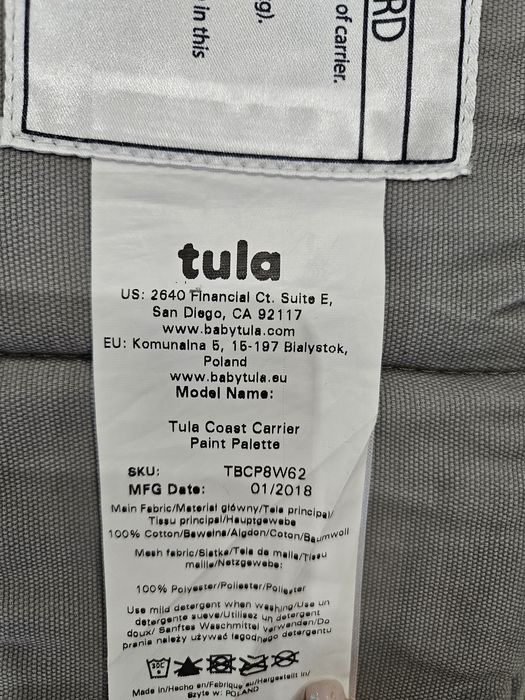 RD
of carrier.
g).
in this
tula
US: 2640 Financial Ct. Suite E,
San Diego, CA 92117
www.babytula.com
EU: Komunalna 5, 15-197 Bialystok,
Poland
www.babytula.eu
Model Name:
Tula Coast Carrier
Paint Palette
SKU: TBCP8W62
MFG Date: 01/2018
Main Fabric/Materiał główny/Tela principal/
Tissu principal/Hauptgewebe
100% Cotton/Bawełna/Algdon/Coton/Baumwoll
Mesh fabric/Siatka/Tela de malla/Tissu
maille/Netzgewebe:
100% Polyester/Poliester/Poliester
Use mild detergent when washing/Use un
detergente suave/Utilisez un detergent
doux/ Sanftes Waschmittel verwenden/Do
prania należy używać łagodnego detergentu
30C
Made in/Hecho en/Fabrique au/Hergestellt in/
Szyte w: POLAND